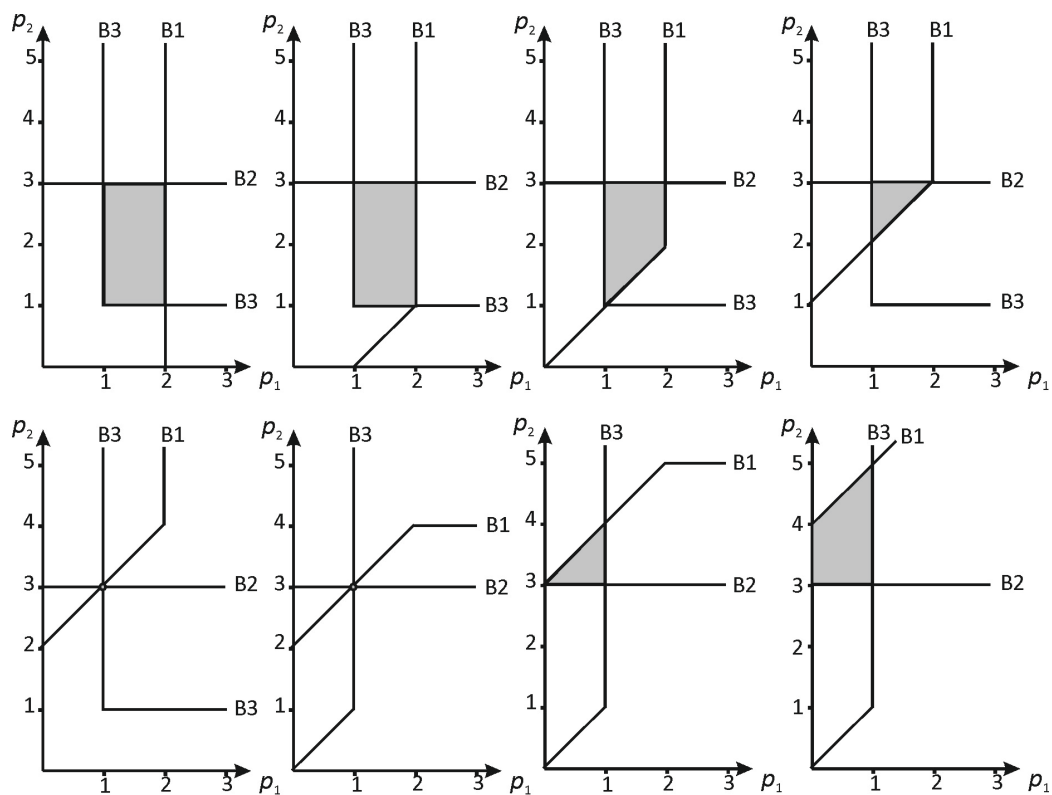 p2 B3 B1 p2 B3 B1 p2 B3 B1 p2 B3 B1
5 5 5 5
4 4 4 4
3 B2 3 B2 3 B2 3 B2
2 2 2 2
1 B3 1 B3 1 B3 1 B3
1 2 3 p1 1 2 3 p1 1 2 3 p1 1 2 3 p1
p2 B3 B1 p2 B3 p2 B3 p2 B3 B1
5 5 5 B1 5
4 4 B1 4 4
3 B2 3 B2 3 B2 3 B2
2 2 2 2
1 B3 1 1 1
1 2 3 p1 1 2 3 p1 1 2 3 p1 1 2 3 p1